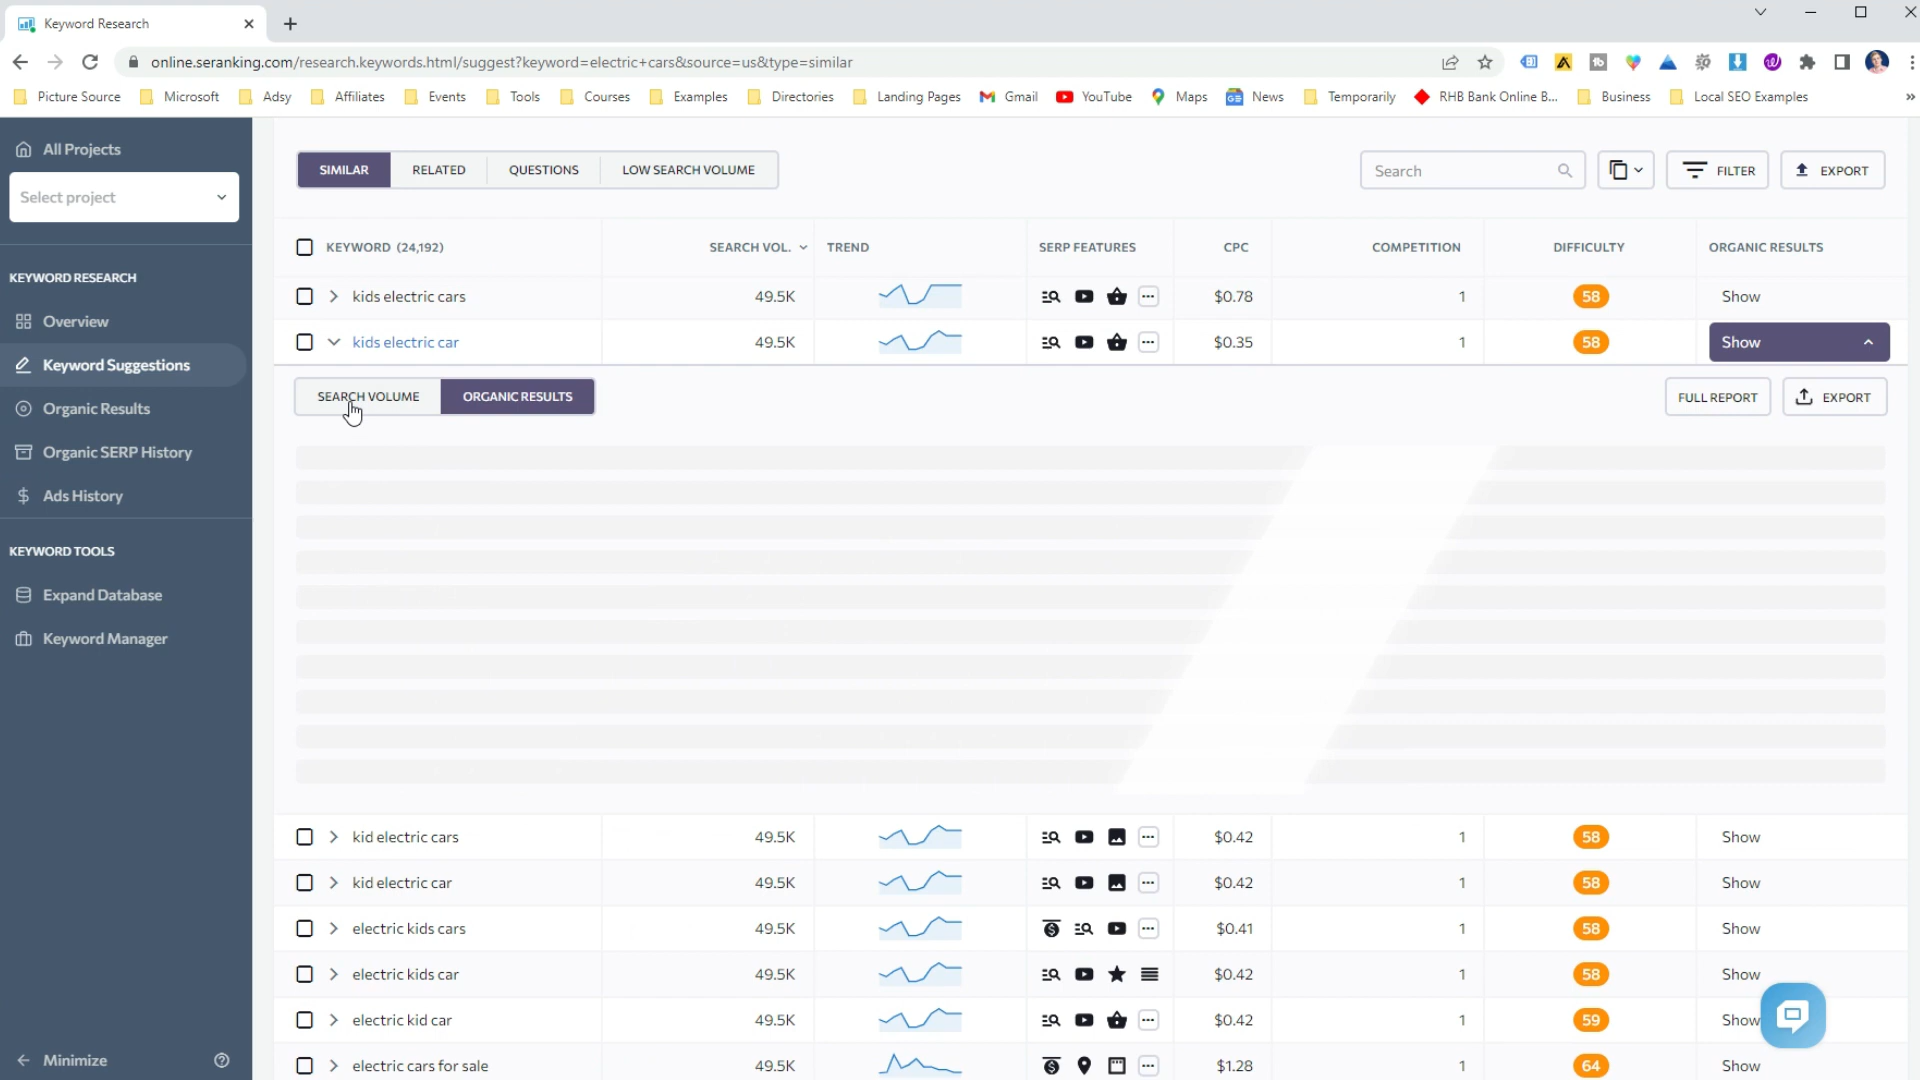 Keyword Research
online.seranking.com/research.keywords.html/suggest?keyword=electric+cars&source=us&type=similar
Picture Source Microsoft Adsy Affiliates Events Tools Courses Examples Directories Landing Pages Gmail YouTube Maps News Temporarily RHB Bank Online B... Business Local SEO Examples »
All Projects
Select project
KEYWORD RESEARCH
Overview
Keyword Suggestions
Organic Results
Organic SERP History
Ads History
KEYWORD TOOLS
Expand Database
Keyword Manager
Minimize
SIMILAR RELATED QUESTIONS LOW SEARCH VOLUME Search FILTER EXPORT
KEYWORD (24,192) SEARCH VOL. TREND SERP FEATURES CPC COMPETITION DIFFICULTY ORGANIC RESULTS
kids electric cars 49.5K $0.78 1 58 Show
kids electric car 49.5K $0.35 1 58 Show
SEARCH VOLUME ORGANIC RESULTS FULL REPORT EXPORT
kid electric cars 49.5K $0.42 1 58 Show
kid electric car 49.5K $0.42 1 58 Show
electric kids cars 49.5K $0.41 1 58 Show
electric kids car 49.5K $0.42 1 58 Show
electric kid car 49.5K $0.42 1 59 Show
electric cars for sale 49.5K $1.28 1 64 Show